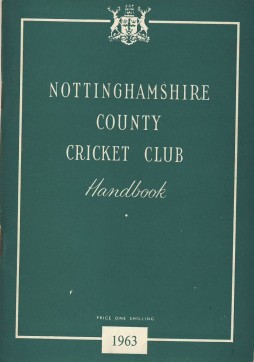 NOTTINGHAMSHIRE
COUNTY
CRICKET CLUB
Handbook
PRICE ONE SHILLING
1963